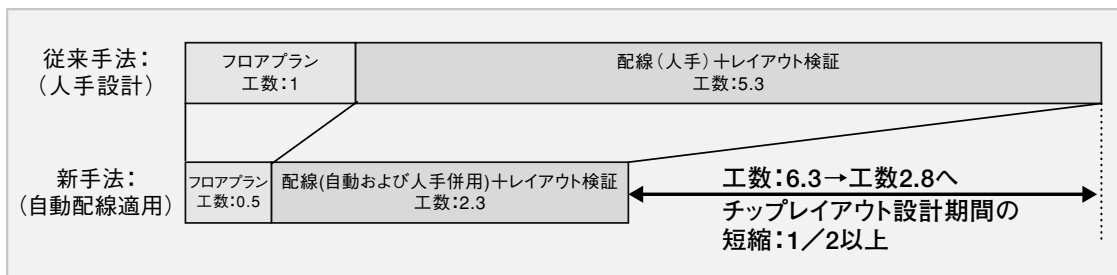 従来手法：
（人手設計）
フロアプラン
工数：1
配線（人手）＋レイアウト検証
工数：5.3
新手法：
（自動配線適用）
フロアプラン
工数：0.5
配線(自動および人手併用)＋レイアウト検証
工数：2.3
工数：6.3→工数2.8へ
チップレイアウト設計期間の
短縮：1／2以上